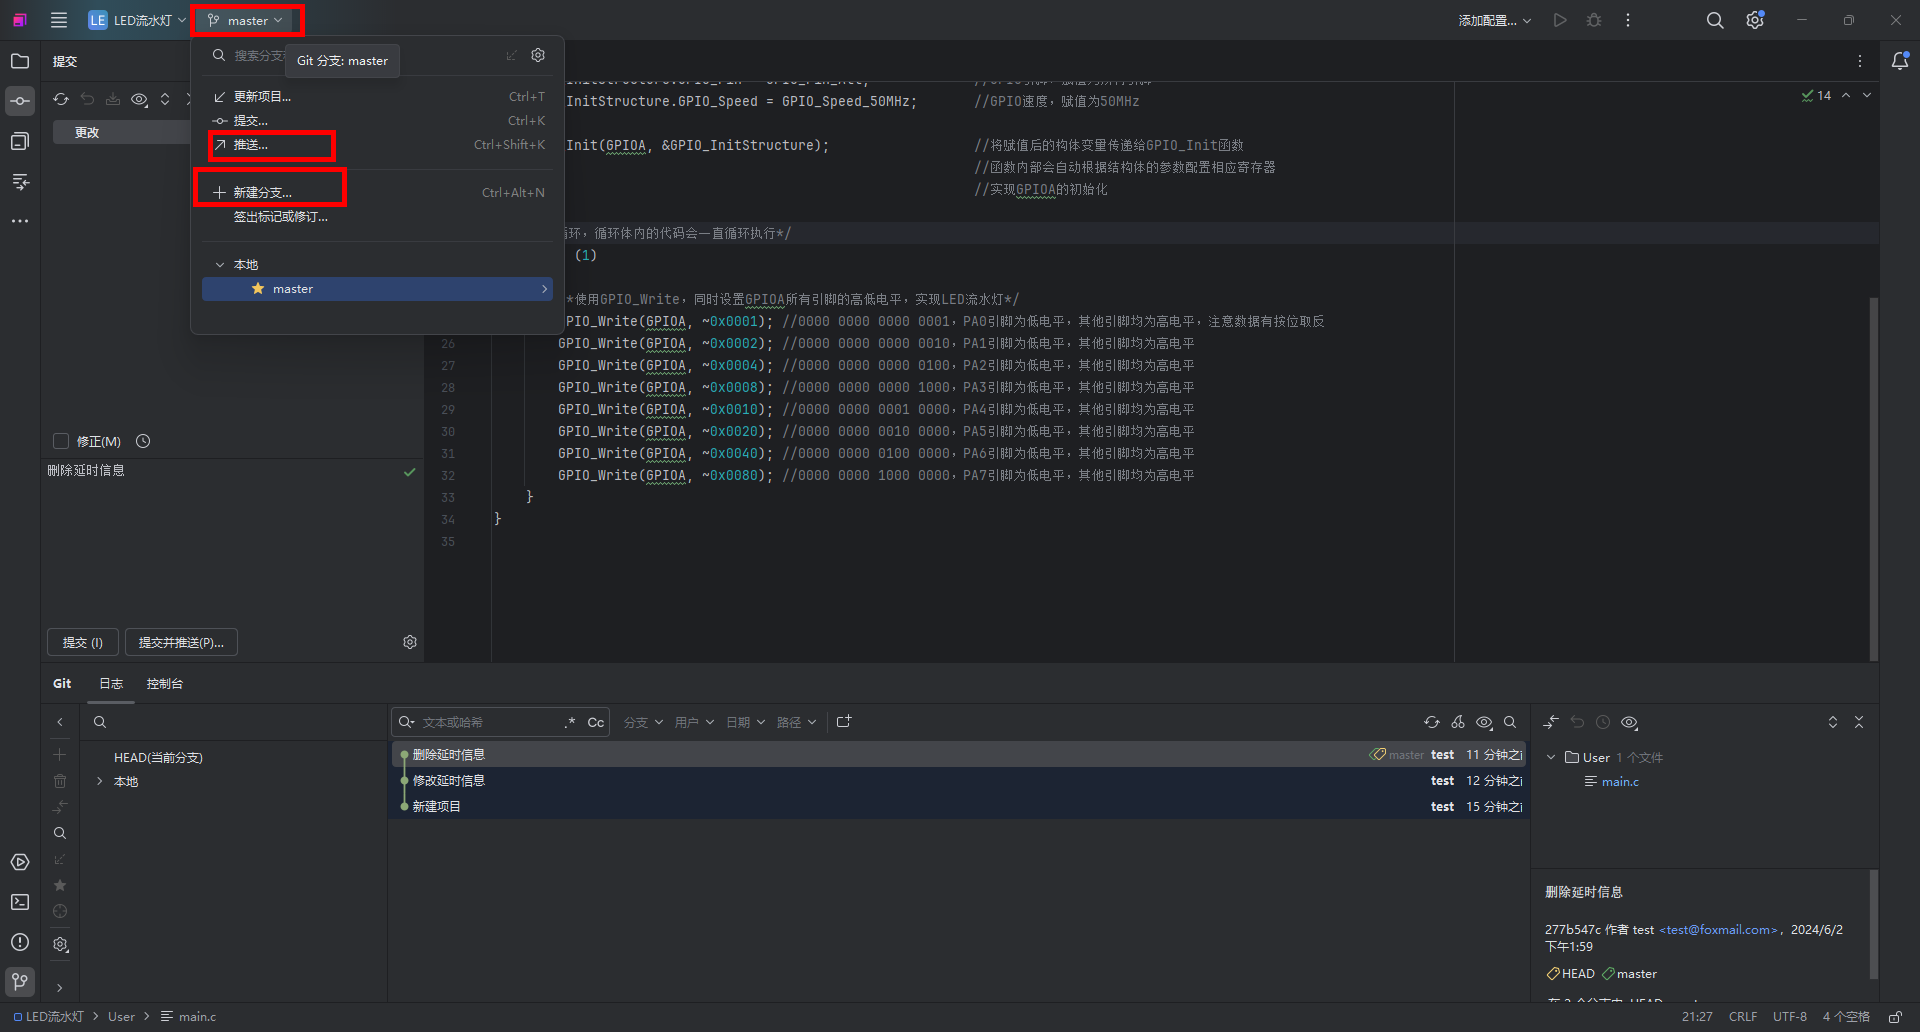 LE LED流水灯
master
添加配置...
提交
更改
搜索分支
Git 分支: master
更新项目... Ctrl+T
提交... Ctrl+K
推送... Ctrl+Shift+K
新建分支... Ctrl+Alt+N
签出标记或修订...
本地
master
InitStructure.GPIO_Speed = GPIO_Speed_50MHz; //GPIO速度，赋值为50MHz
14
Init(GPIOA, &GPIO_InitStructure); //将赋值后的构体变量传递给GPIO_Init函数
//函数内部会自动根据结构体的参数配置相应寄存器
//实现GPIOA的初始化
循环，循环体内的代码会一直循环执行*/
(1)
*使用GPIO_Write，同时设置GPIOA所有引脚的高低电平，实现LED流水灯*/
PIO_Write(GPIOA, ~0x0001); //0000 0000 0000 0001，PA0引脚为低电平，其他引脚均为高电平，注意数据有按位取反
26 GPIO_Write(GPIOA, ~0x0002); //0000 0000 0000 0010，PA1引脚为低电平，其他引脚均为高电平
27 GPIO_Write(GPIOA, ~0x0004); //0000 0000 0000 0100，PA2引脚为低电平，其他引脚均为高电平
28 GPIO_Write(GPIOA, ~0x0008); //0000 0000 0000 1000，PA3引脚为低电平，其他引脚均为高电平
29 GPIO_Write(GPIOA, ~0x0010); //0000 0000 0001 0000，PA4引脚为低电平，其他引脚均为高电平
30 GPIO_Write(GPIOA, ~0x0020); //0000 0000 0010 0000，PA5引脚为低电平，其他引脚均为高电平
31 GPIO_Write(GPIOA, ~0x0040); //0000 0000 0100 0000，PA6引脚为低电平，其他引脚均为高电平
32 GPIO_Write(GPIOA, ~0x0080); //0000 0000 1000 0000，PA7引脚为低电平，其他引脚均为高电平
33 }
34 }
35
修正(M)
删除延时信息
提交 (I)
提交并推送(P)...
Git 日志 控制台
HEAD(当前分支)
本地
文本或哈希 .* Cc 分支 用户 日期 路径
删除延时信息 master test 11 分钟之前
修改延时信息 test 12 分钟之前
新建项目 test 15 分钟之前
User 1 个文件
main.c
删除延时信息
277b547c 作者 test <test@foxmail.com>，2024/6/2
下午1:59
HEAD master
LED流水灯 > User > main.c
21:27 CRLF UTF-8 4 个空格